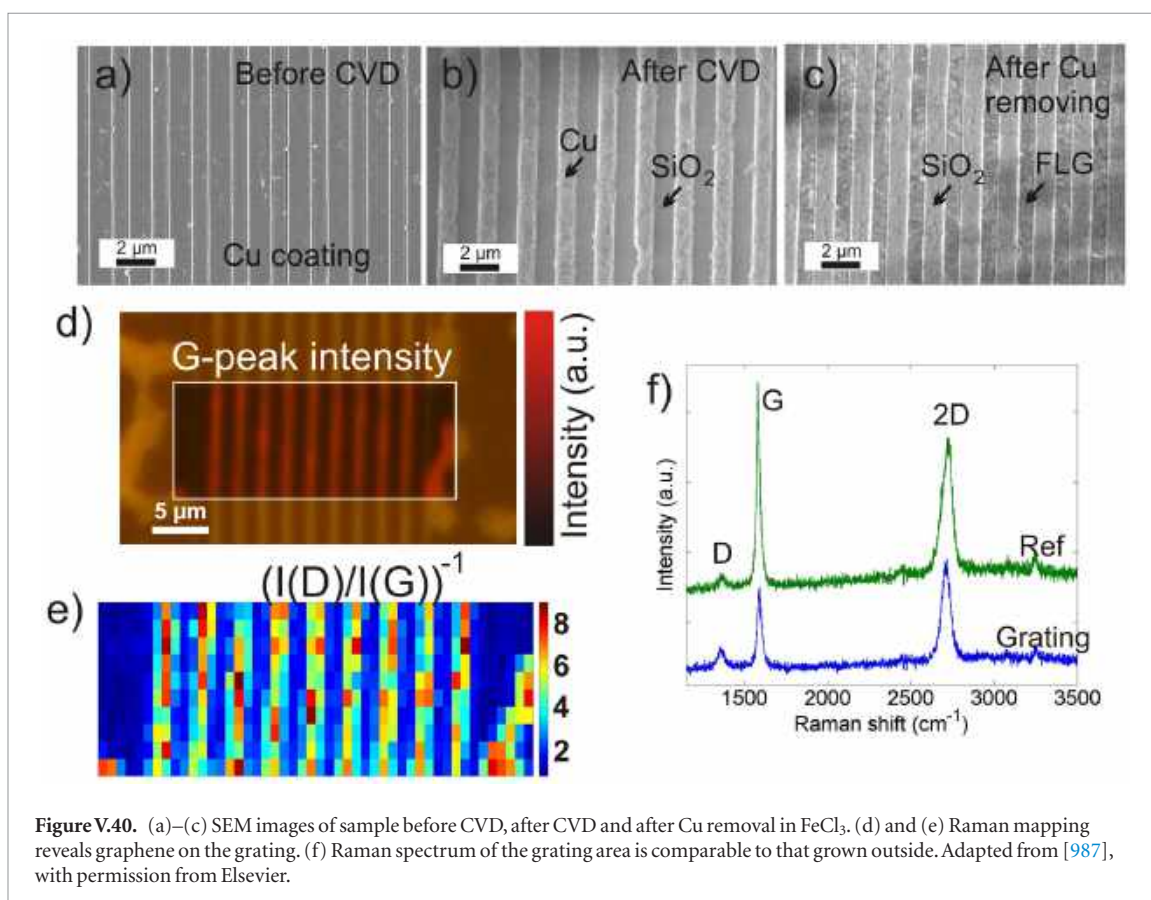 a)
Before CVD
Cu coating
2 µm
b)
After CVD
Cu
SiO₂
2 µm
c)
After Cu
removing
SiO₂
FLG
2 µm
d)
G-peak intensity
5 µm
Intensity (a.u.)
e)
(I(D)/I(G))⁻¹
8
6
4
2
f)
G
2D
D
Ref
Grating
Intensity (a.u.)
1500 2000 2500 3000 3500
Raman shift (cm⁻¹)
Figure V.40. (a)–(c) SEM images of sample before CVD, after CVD and after Cu removal in FeCl₃. (d) and (e) Raman mapping
reveals graphene on the grating. (f) Raman spectrum of the grating area is comparable to that grown outside. Adapted from [987],
with permission from Elsevier.